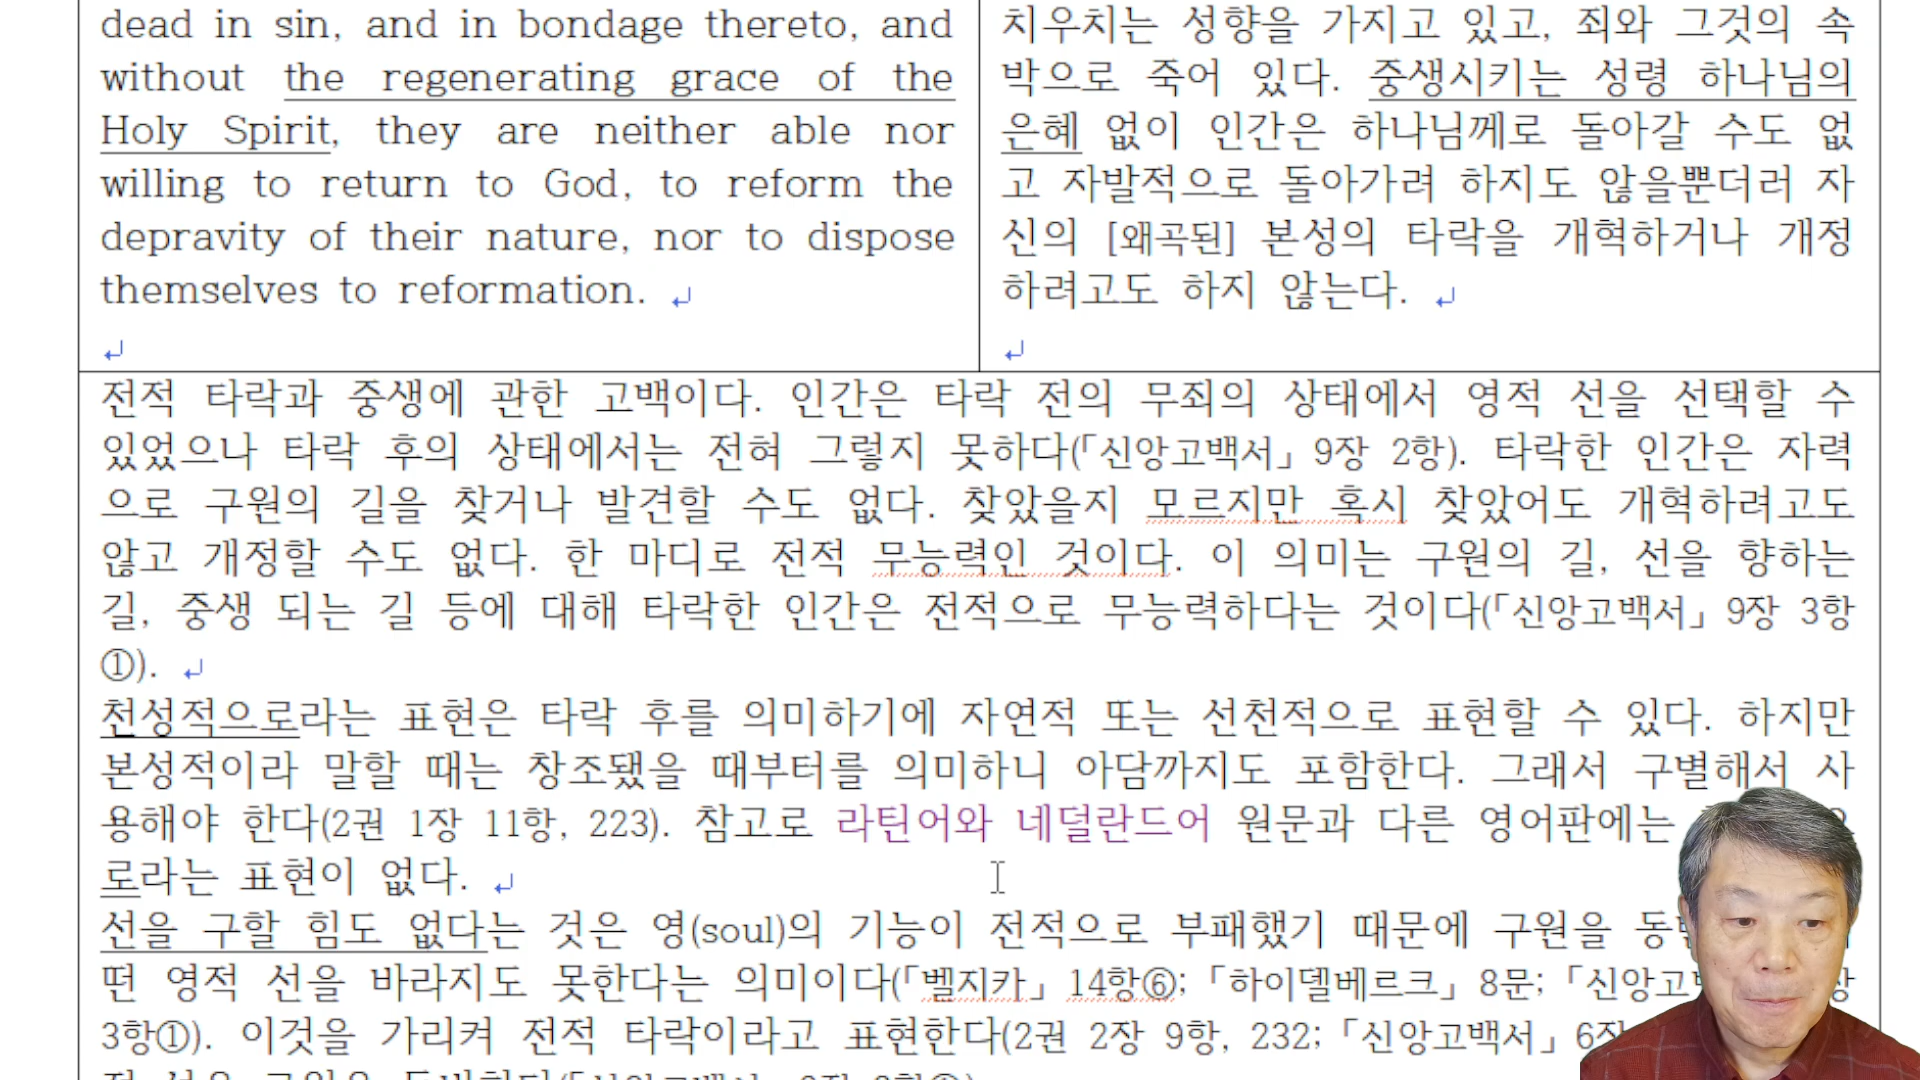 dead in sin, and in bondage thereto, and
without the regenerating grace of the
Holy Spirit, they are neither able nor
willing to return to God, to reform the
depravity of their nature, nor to dispose
themselves to reformation.
치우치는 성향을 가지고 있고, 죄와 그것의 속
박으로 죽어 있다. 중생시키는 성령 하나님의
은혜 없이 인간은 하나님께로 돌아갈 수도 없
고 자발적으로 돌아가려 하지도 않을뿐더러 자
신의 [왜곡된] 본성의 타락을 개혁하거나 개정
하려고도 하지 않는다.
전적 타락과 중생에 관한 고백이다. 인간은 타락 전의 무죄의 상태에서 영적 선을 선택할 수
있었으나 타락 후의 상태에서는 전혀 그렇지 못하다(「신앙고백서」 9장 2항). 타락한 인간은 자력
으로 구원의 길을 찾거나 발견할 수도 없다. 찾았을지 모르지만 혹시 찾았어도 개혁하려고도
않고 개정할 수도 없다. 한 마디로 전적 무능력인 것이다. 이 의미는 구원의 길, 선을 향하는
길, 중생 되는 길 등에 대해 타락한 인간은 전적으로 무능력하다는 것이다(「신앙고백서」 9장 3항
①).
천성적으로라는 표현은 타락 후를 의미하기에 자연적 또는 선천적으로 표현할 수 있다. 하지만
본성적이라 말할 때는 창조됐을 때부터를 의미하니 아담까지도 포함한다. 그래서 구별해서 사
용해야 한다(2권 1장 11항, 223). 참고로 라틴어와 네덜란드어 원문과 다른 영어판에는
로라는 표현이 없다.
선을 구할 힘도 없다는 것은 영(soul)의 기능이 전적으로 부패했기 때문에 구원을
떤 영적 선을 바라지도 못한다는 의미이다(「벨지카」 14항⑥; 「하이델베르크」 8문; 「신앙고
3항①). 이것을 가리켜 전적 타락이라고 표현한다(2권 2장 9항, 232; 「신앙고백서」 6장